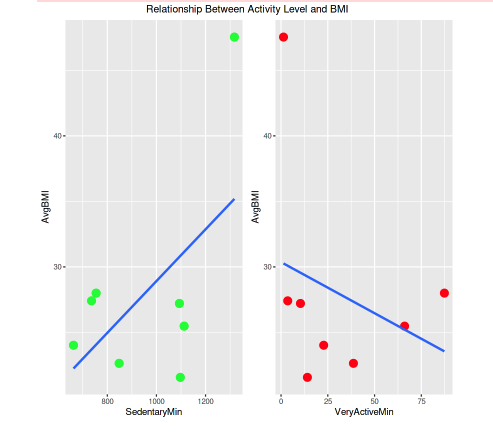 Relationship Between Activity Level and BMI
AvgBMI
40
30
800
1000
1200
SedentaryMin
AvgBMI
40
30
0
25
50
75
VeryActiveMin